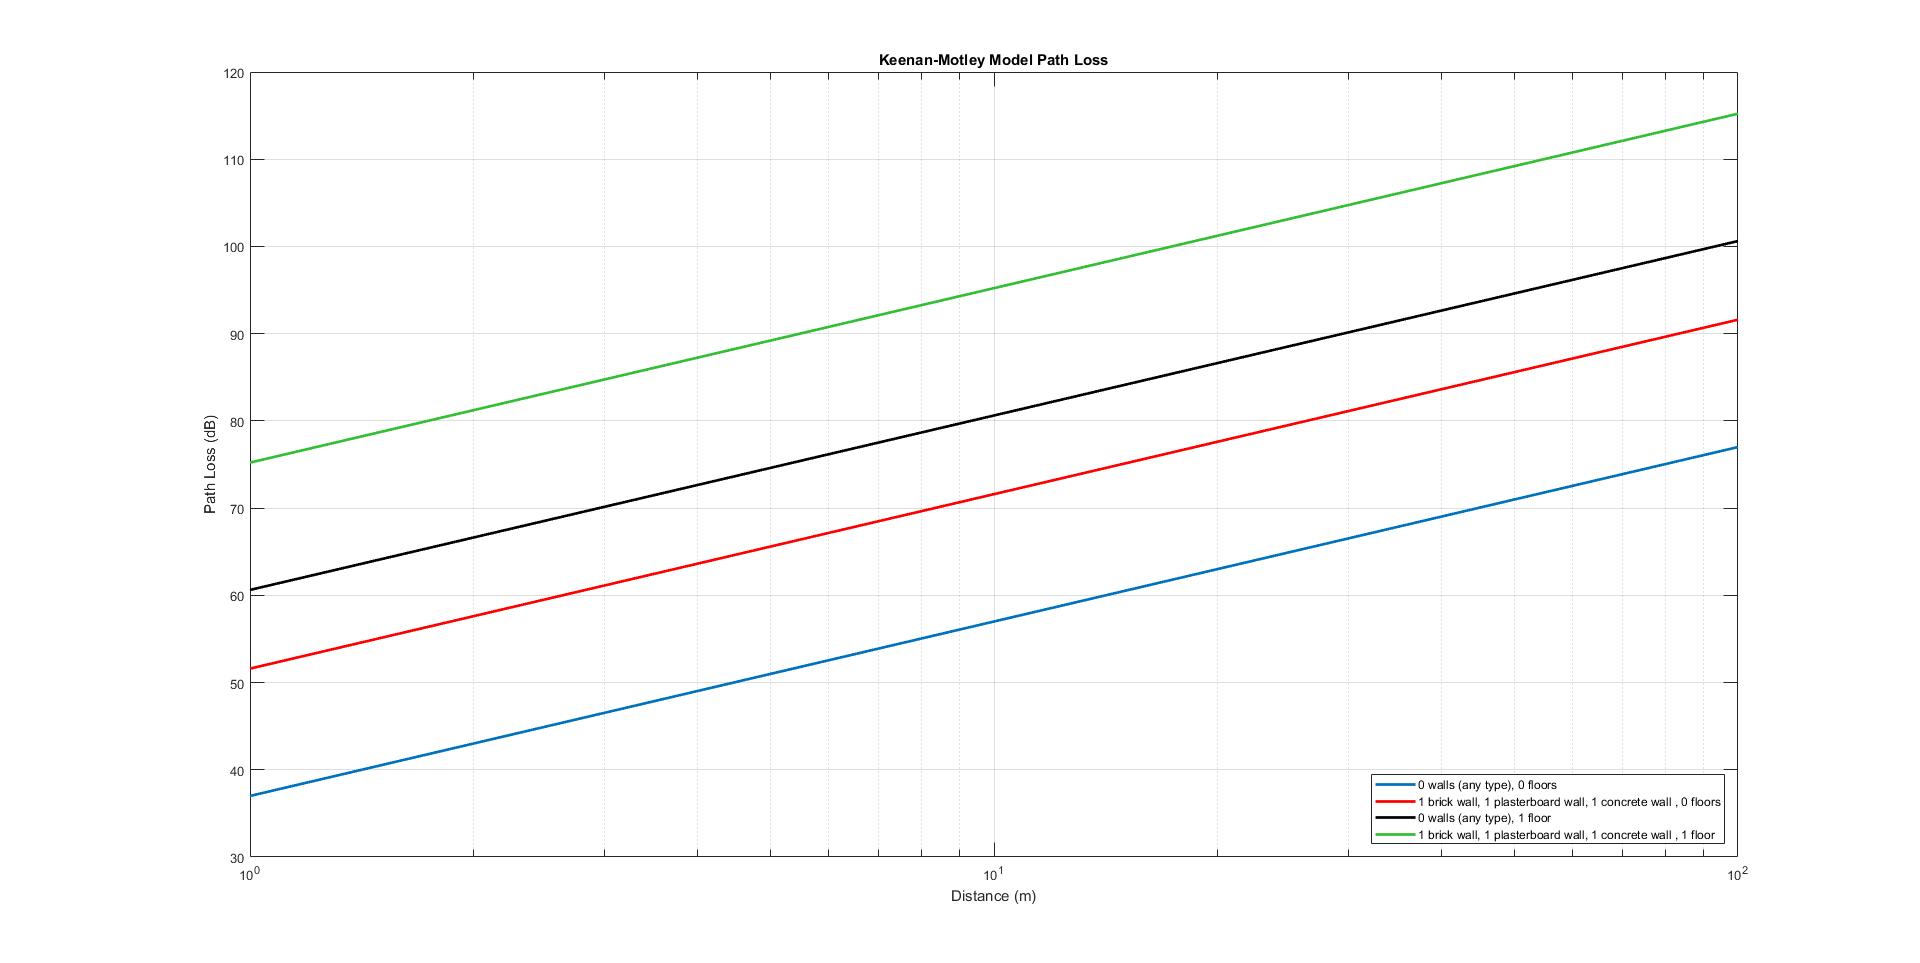 Keenan-Motley Model Path Loss
120
110
100
90
80
70
60
50
40
30
Path Loss (dB)
10^0
10^1
10^2
Distance (m)
0 walls (any type), 0 floors
1 brick wall, 1 plasterboard wall, 1 concrete wall , 0 floors
0 walls (any type), 1 floor
1 brick wall, 1 plasterboard wall, 1 concrete wall , 1 floor